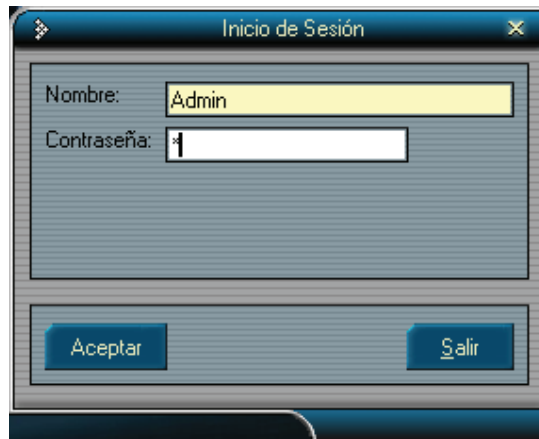 Inicio de Sesión
Nombre: Admin
Contraseña: *
Aceptar Salir